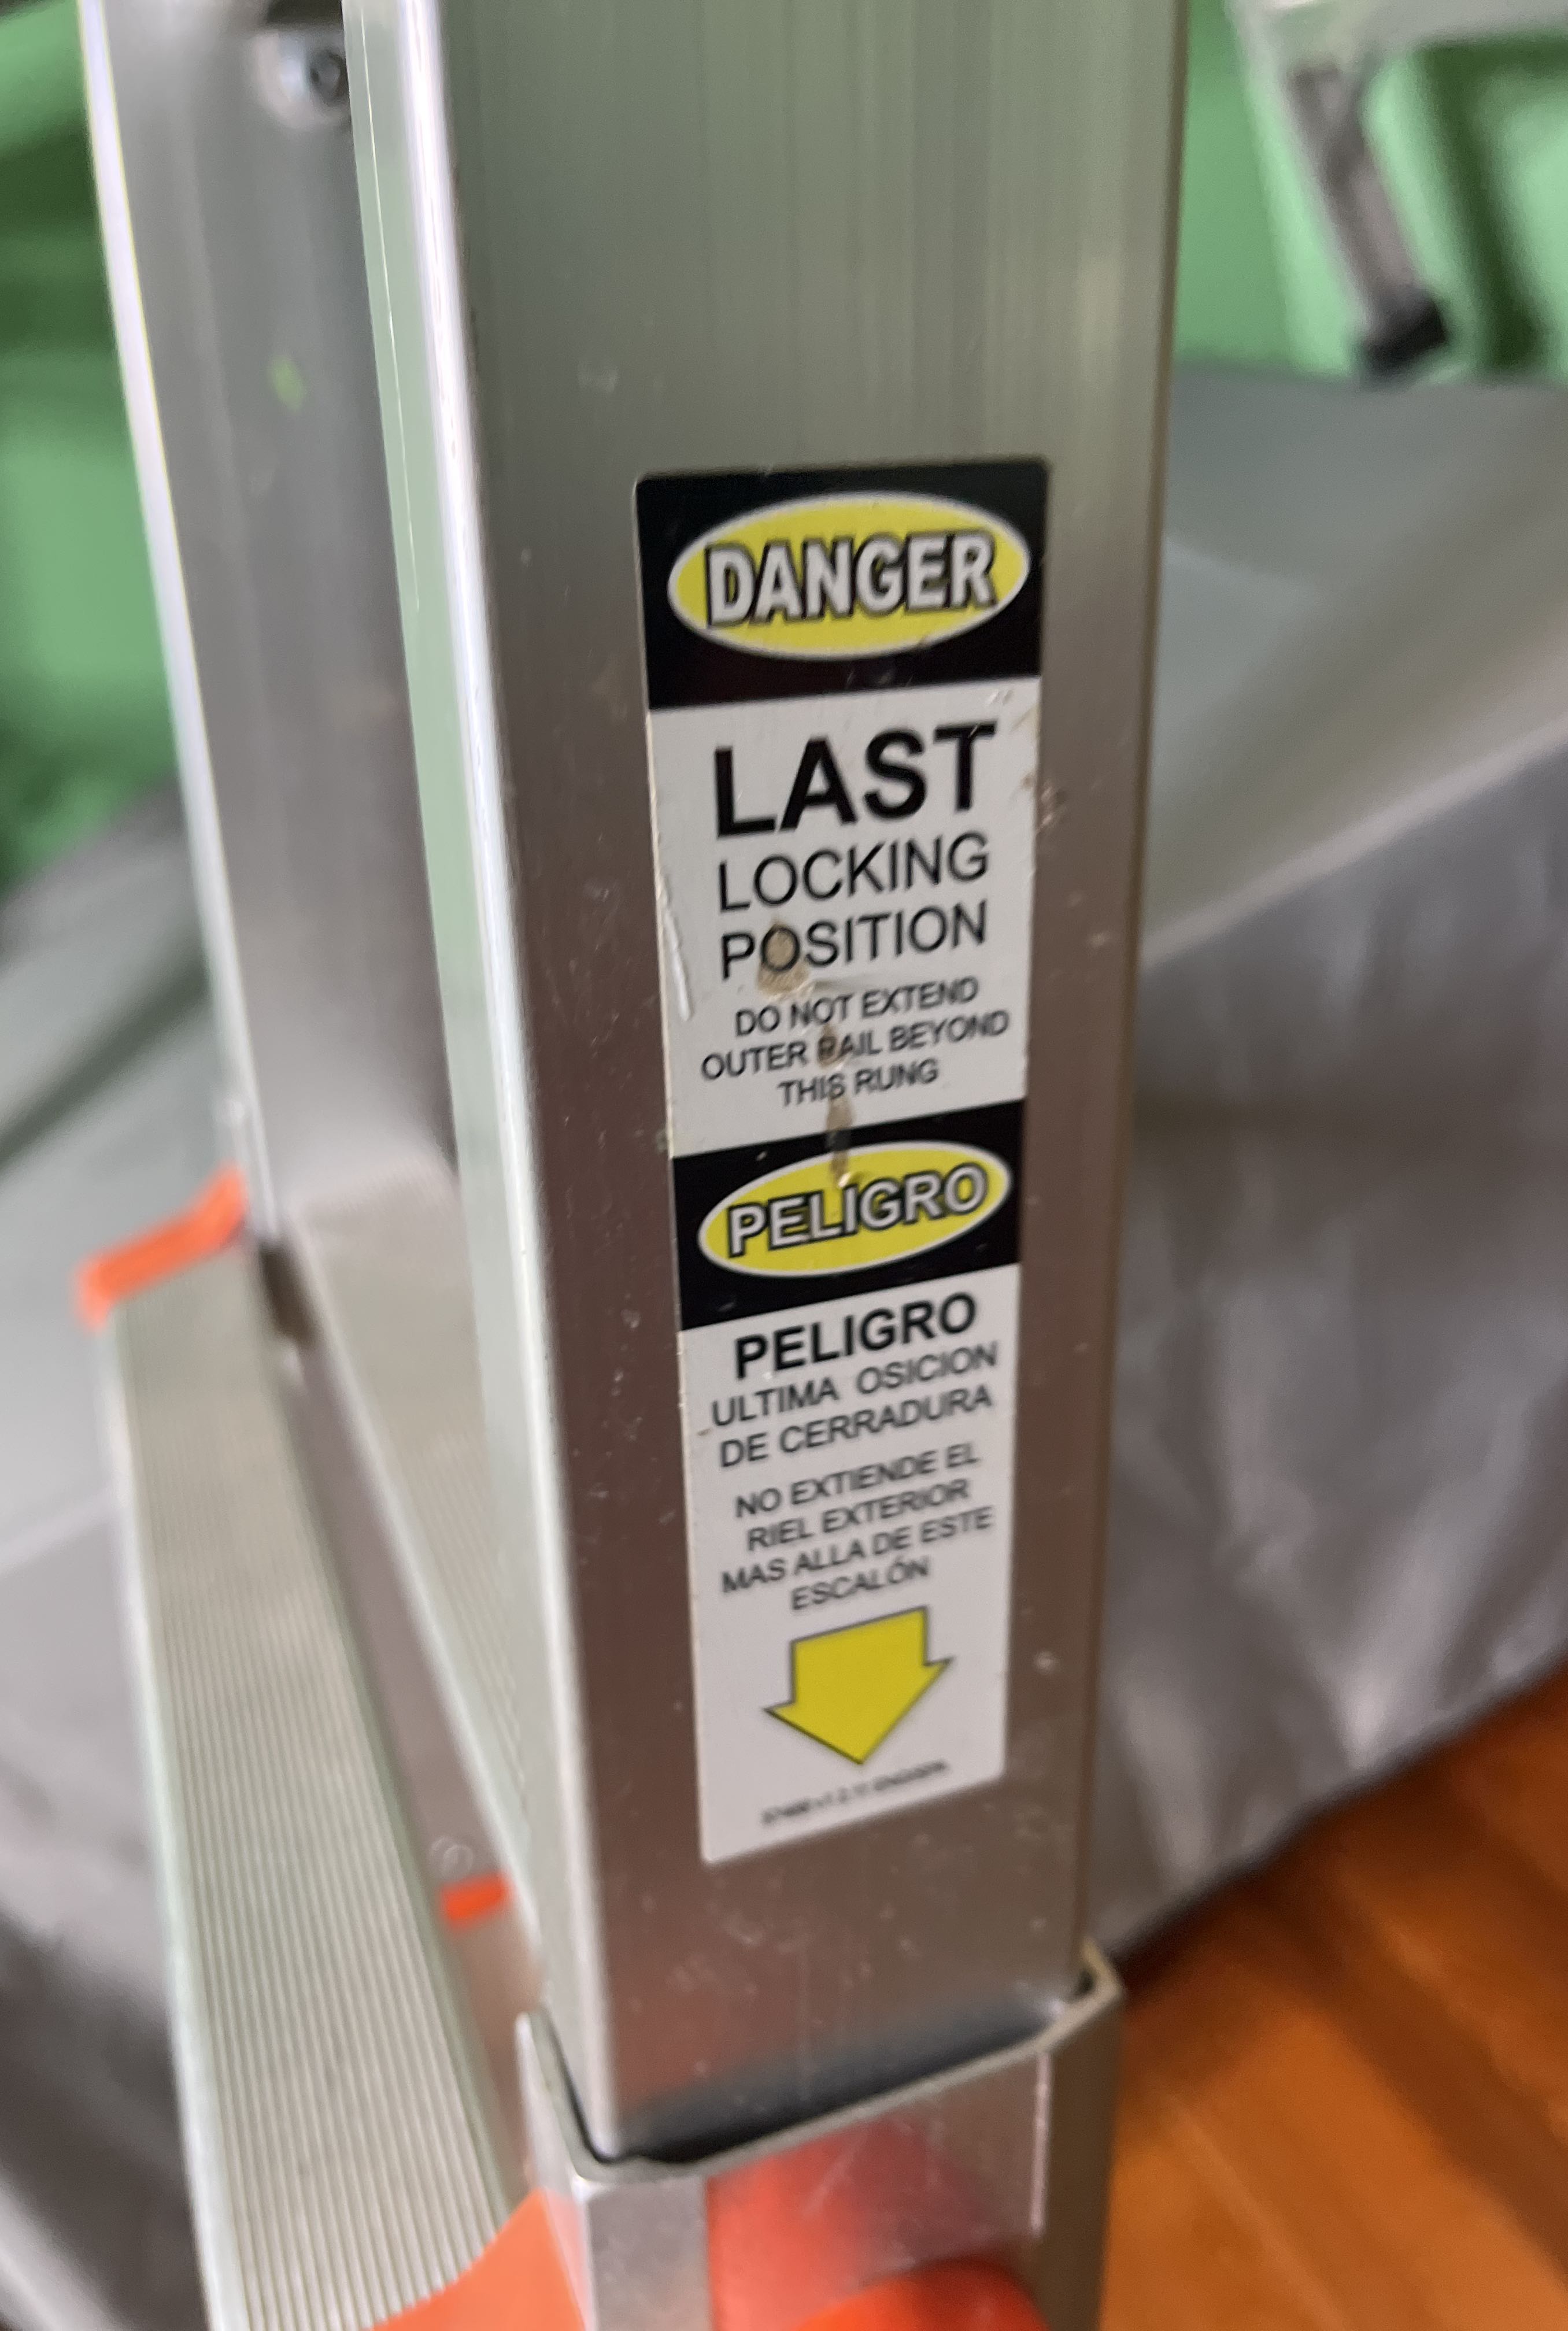 DANGER
LAST
LOCKING
POSITION
DO NOT EXTEND
OUTER RAIL BEYOND
THIS RUNG
PELIGRO
PELIGRO
ULTIMA OSICION
DE CERRADURA
NO EXTIENDE EL
RIEL EXTERIOR
MAS ALLA DE ESTE
ESCALÓN